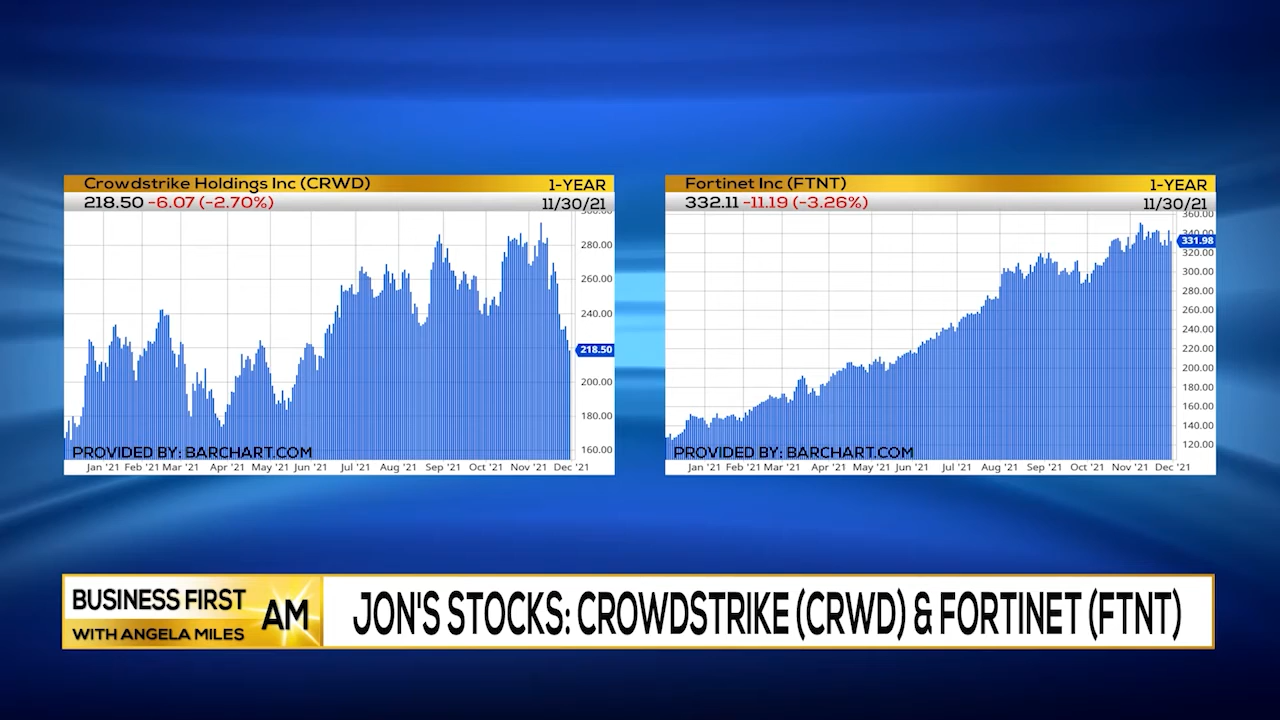 Crowdstrike Holdings Inc (CRWD) 1-YEAR
218.50 -6.07 (-2.70%) 11/30/21
300.00
280.00
260.00
240.00
218.50
200.00
180.00
160.00
PROVIDED BY: BARCHART.COM
Jan '21 Feb '21 Mar '21 Apr '21 May '21 Jun '21 Jul '21 Aug '21 Sep '21 Oct '21 Nov '21 Dec '21
Fortinet Inc (FTNT) 1-YEAR
332.11 -11.19 (-3.26%) 11/30/21
360.00
340.00
331.98
320.00
300.00
280.00
260.00
240.00
220.00
200.00
180.00
160.00
140.00
120.00
PROVIDED BY: BARCHART.COM
Jan '21 Feb '21 Mar '21 Apr '21 May '21 Jun '21 Jul '21 Aug '21 Sep '21 Oct '21 Nov '21 Dec '21
BUSINESS FIRST
AM
WITH ANGELA MILES
JON'S STOCKS: CROWDSTRIKE (CRWD) & FORTINET (FTNT)